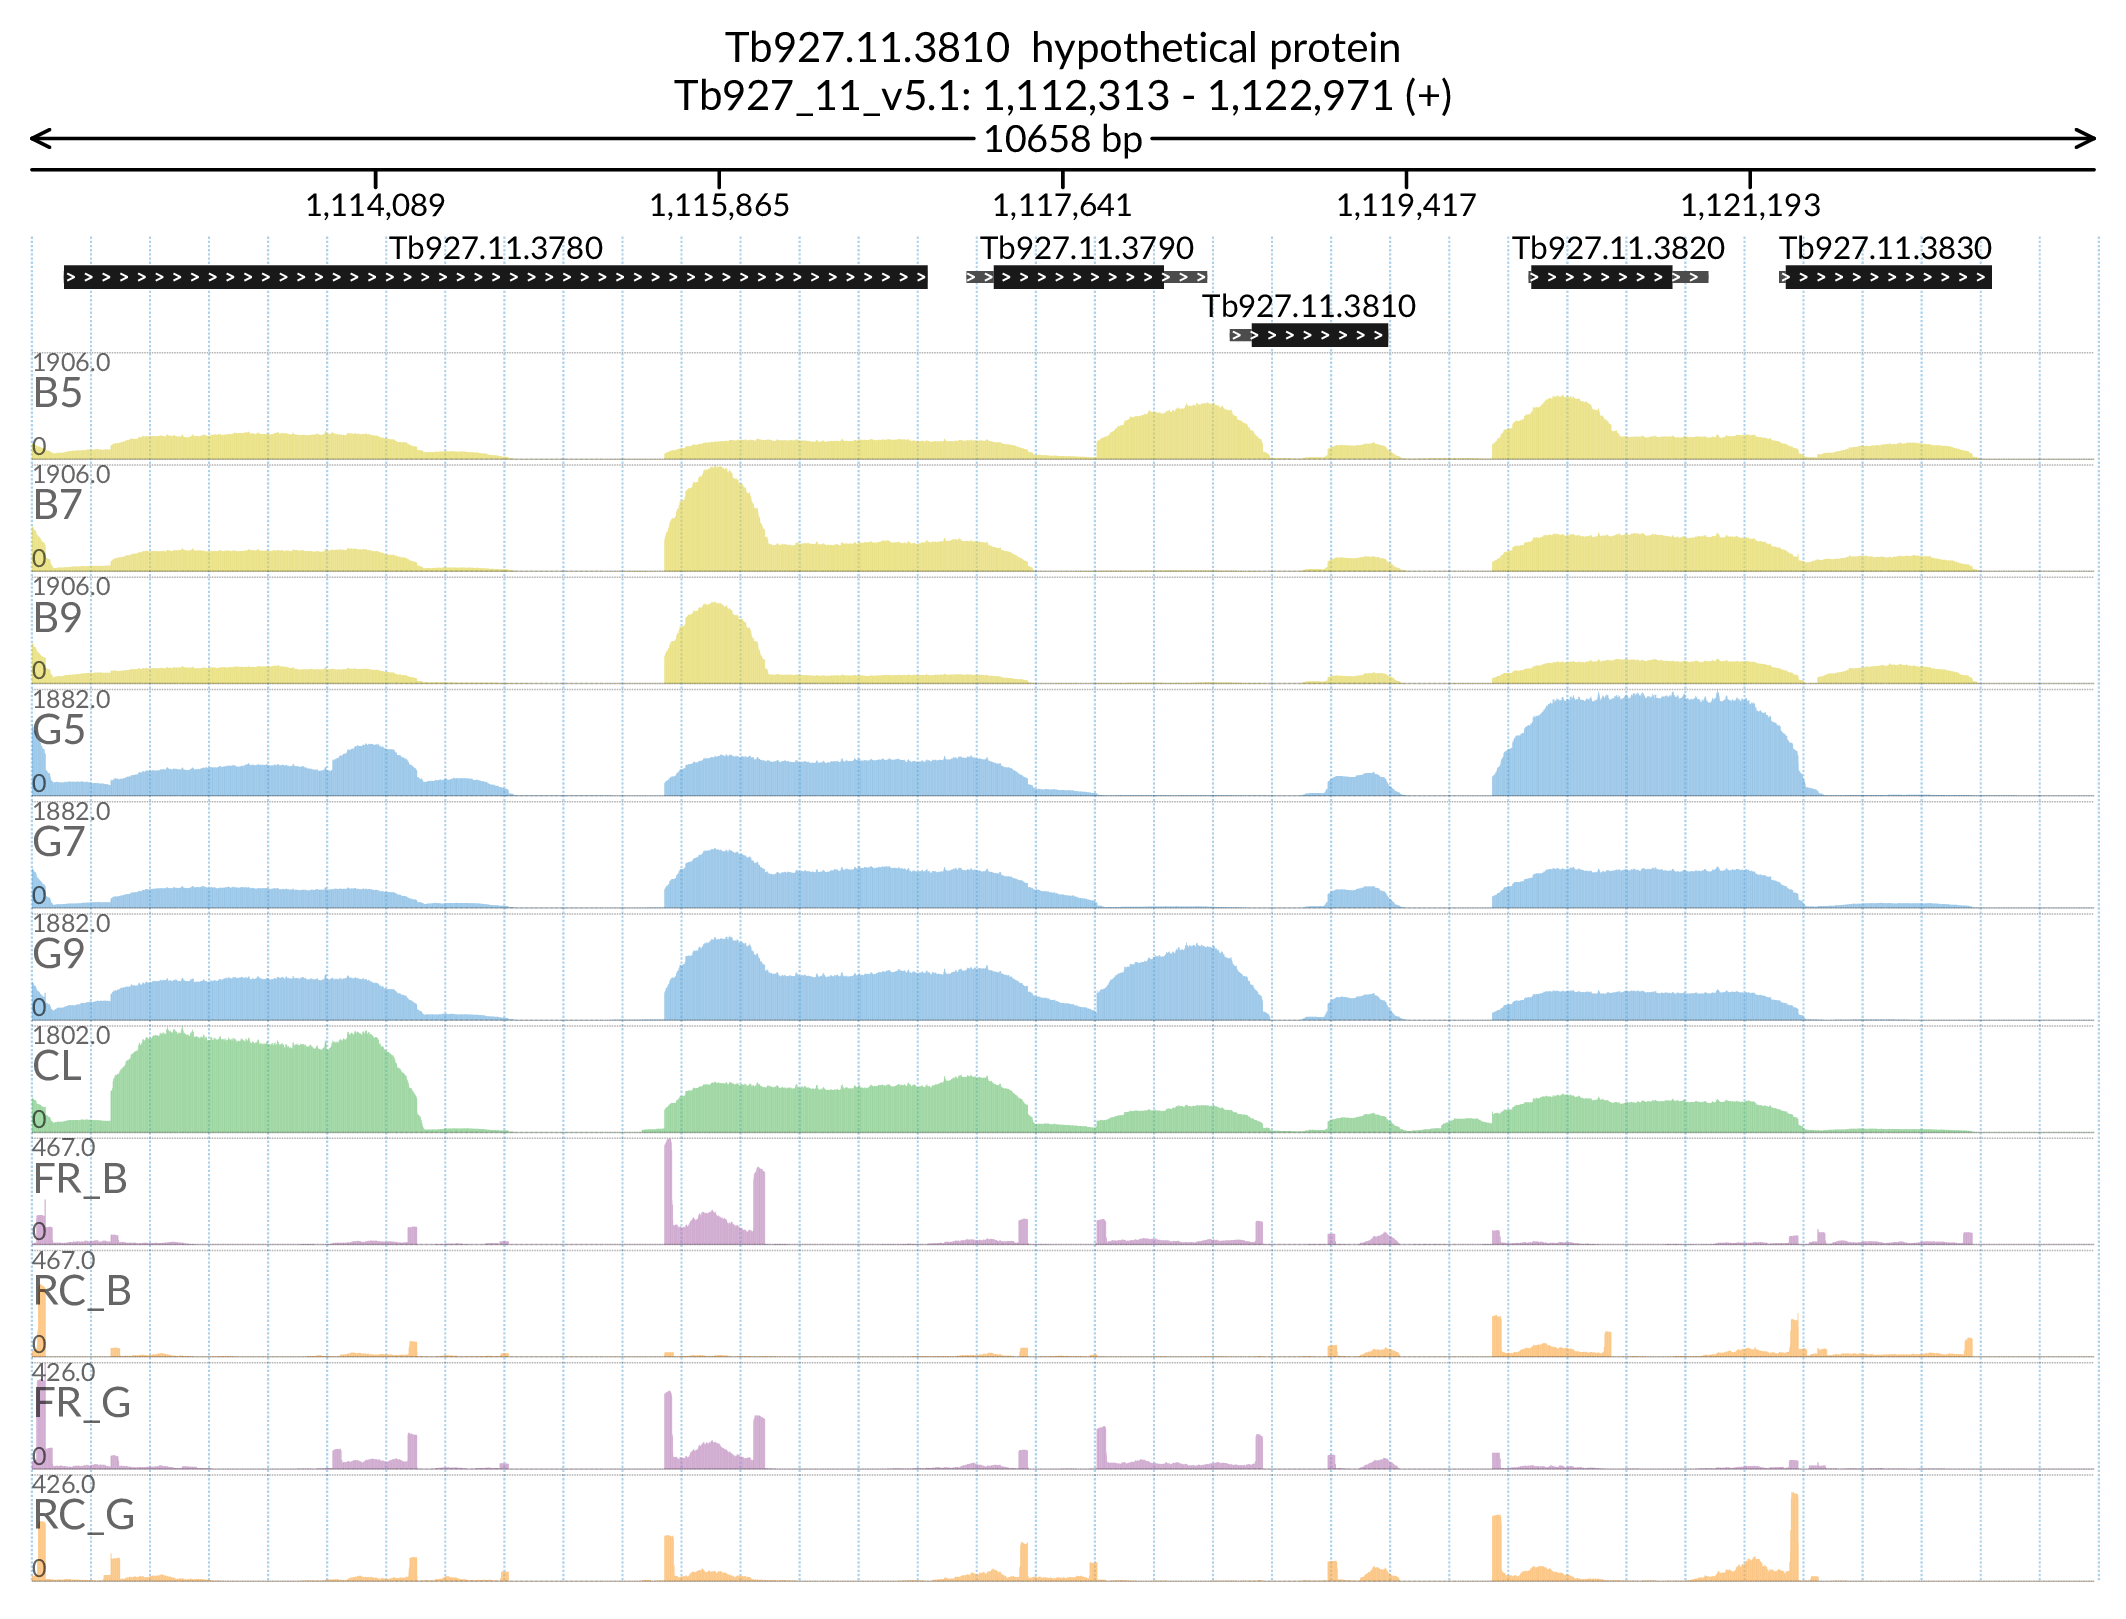 Tb927.11.3810  hypothetical protein
Tb927_11_v5.1: 1,112,313 - 1,122,971 (+)
10658 bp
1,114,089 1,115,865 1,117,641 1,119,417 1,121,193
Tb927.11.3780 Tb927.11.3790 Tb927.11.3820 Tb927.11.3830
Tb927.11.3810
1906.0
B5
0
1906.0
B7
0
1906.0
B9
0
1882.0
G5
0
1882.0
G7
0
1882.0
G9
0
1802.0
CL
0
467.0
FR_B
0
467.0
RC_B
0
426.0
FR_G
0
426.0
RC_G
0